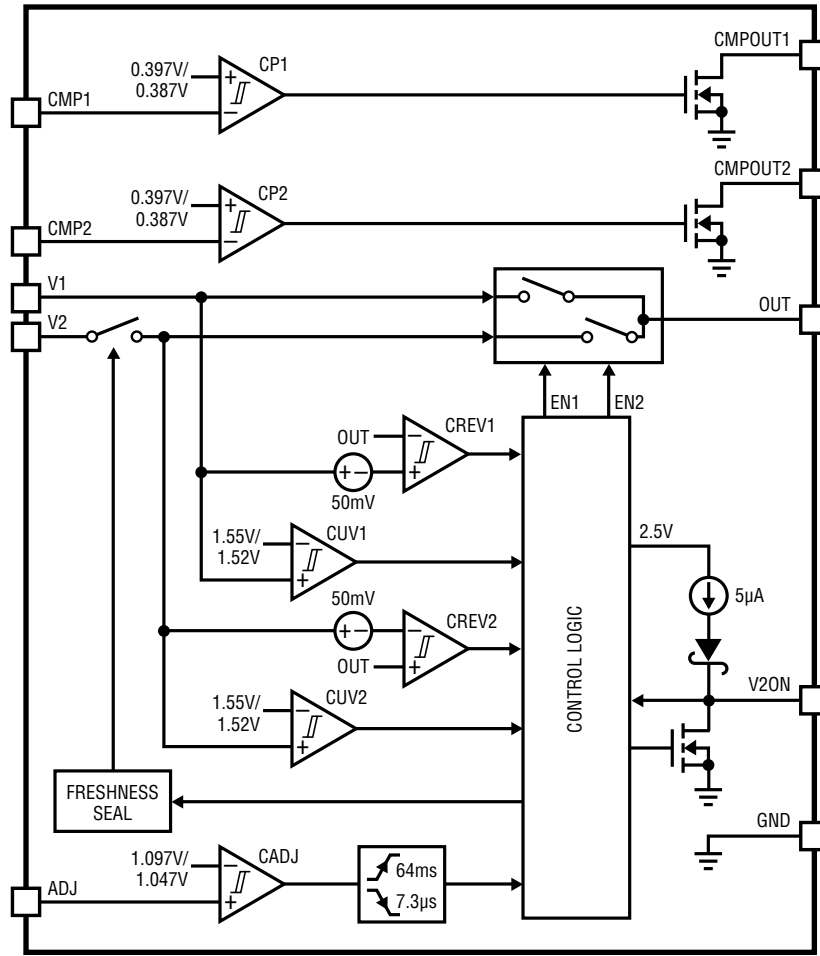 CMPOUT1
CP1
0.397V/
0.387V
+
−
CMP1
CMPOUT2
CP2
0.397V/
0.387V
+
−
CMP2
V1
V2
OUT
EN1
EN2
CREV1
OUT
−
+
+ −
50mV
2.5V
CUV1
1.55V/
1.52V
−
+
5µA
50mV
+ −
CREV2
−
+
OUT
CONTROL LOGIC
V2ON
CUV2
1.55V/
1.52V
−
+
FRESHNESS
SEAL
GND
1.097V/
1.047V
CADJ
−
+
64ms
7.3µs
ADJ